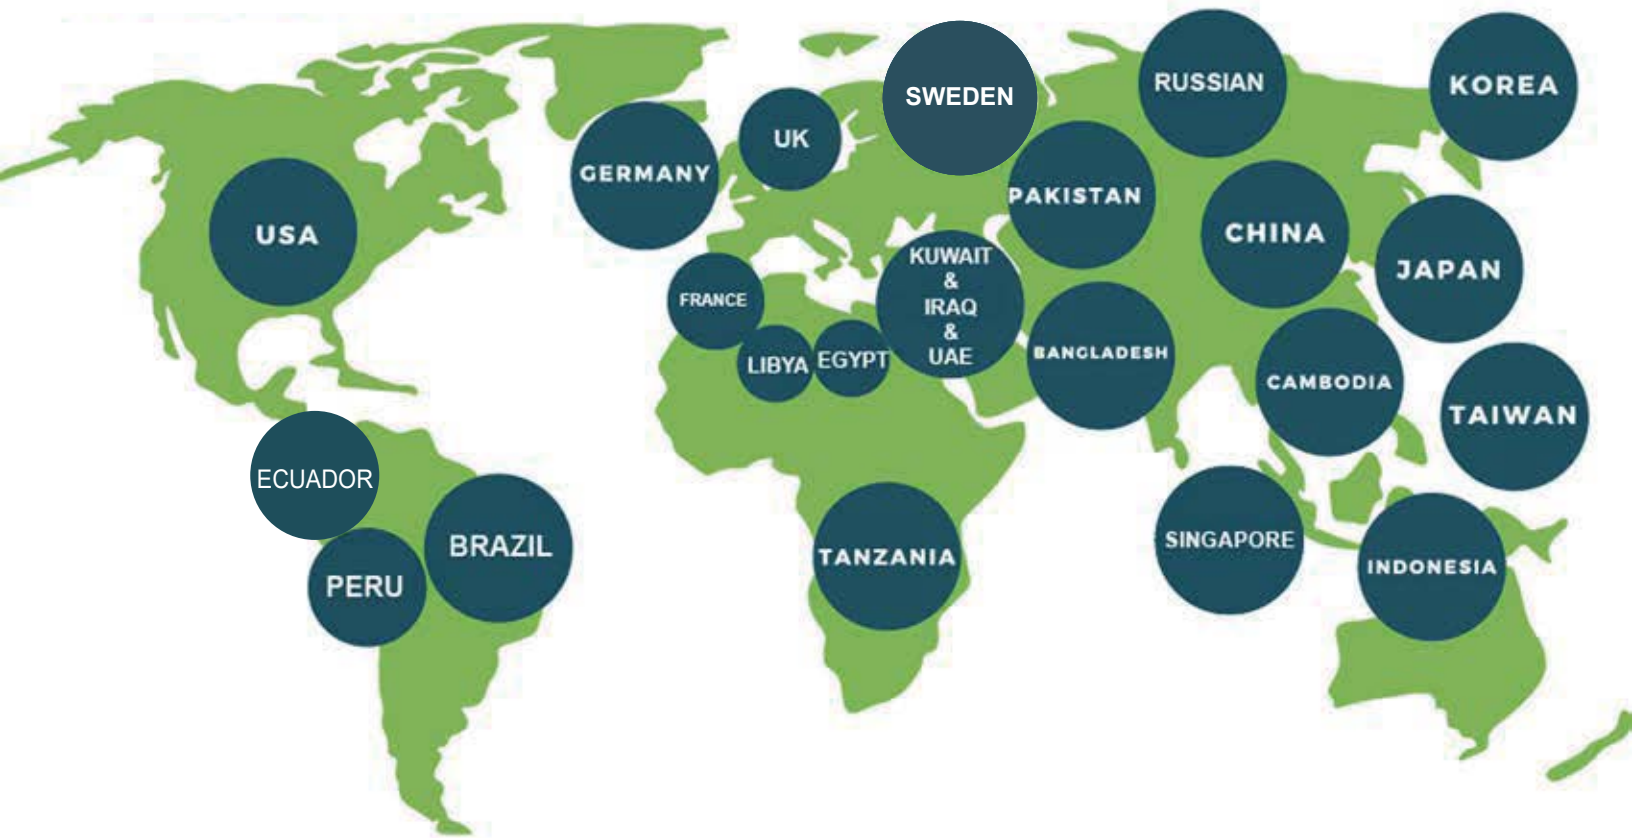 SWEDEN
RUSSIAN
KOREA
UK
GERMANY
PAKISTAN
USA
CHINA
KUWAIT
&
IRAQ
&
UAE
JAPAN
FRANCE
LIBYA
EGYPT
BANGLADESH
CAMBODIA
TAIWAN
ECUADOR
BRAZIL
PERU
TANZANIA
SINGAPORE
INDONESIA